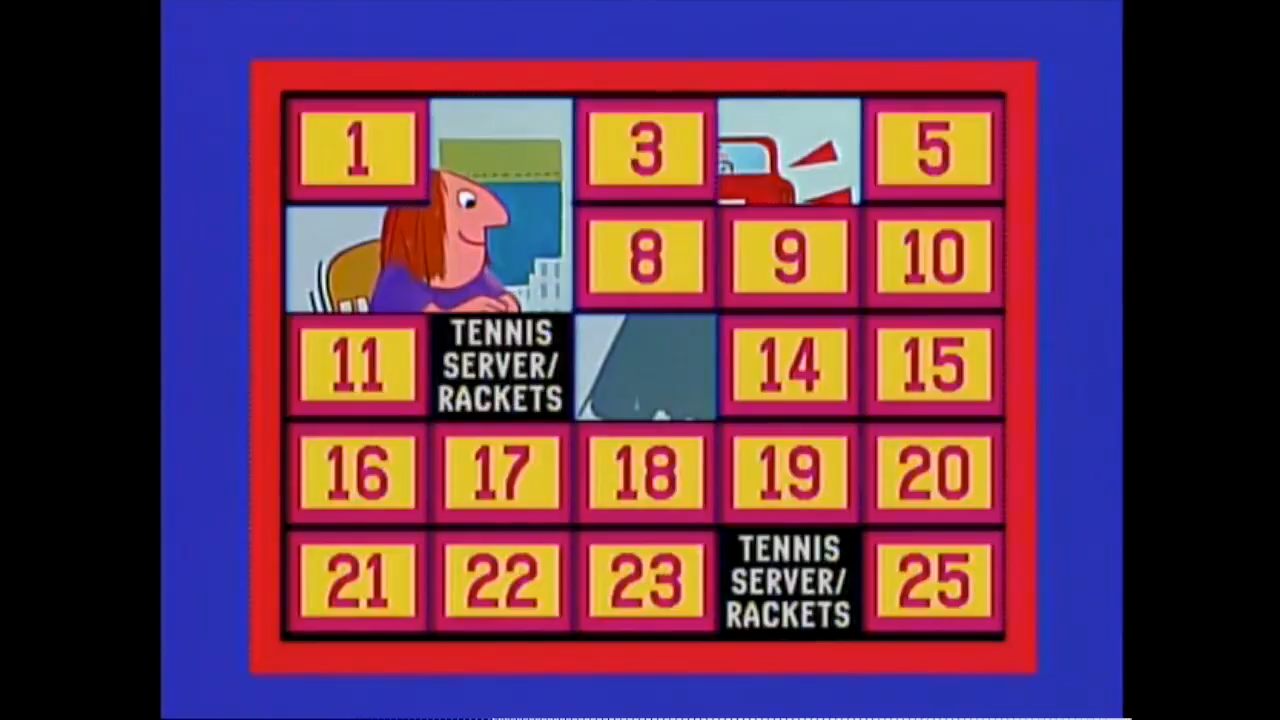 1 3 5
8 9 10
11 TENNIS SERVER/ RACKETS 14 15
16 17 18 19 20
21 22 23 TENNIS SERVER/ RACKETS 25